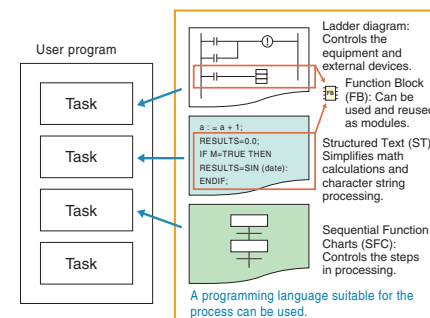 User program
Task
Task
Task
Task
Ladder diagram:
Controls the
equipment and
external devices.
FB
Function Block
(FB): Can be
used and reused
as modules.
a : = a + 1;
RESULTS=0.0;
IF M=TRUE THEN
RESULTS=SIN (date):
ENDIF;
Structured Text (ST)
Simplifies math
calculations and
character string
processing.
Sequential Function
Charts (SFC):
Controls the steps
in processing.
A programming language suitable for the
process can be used.